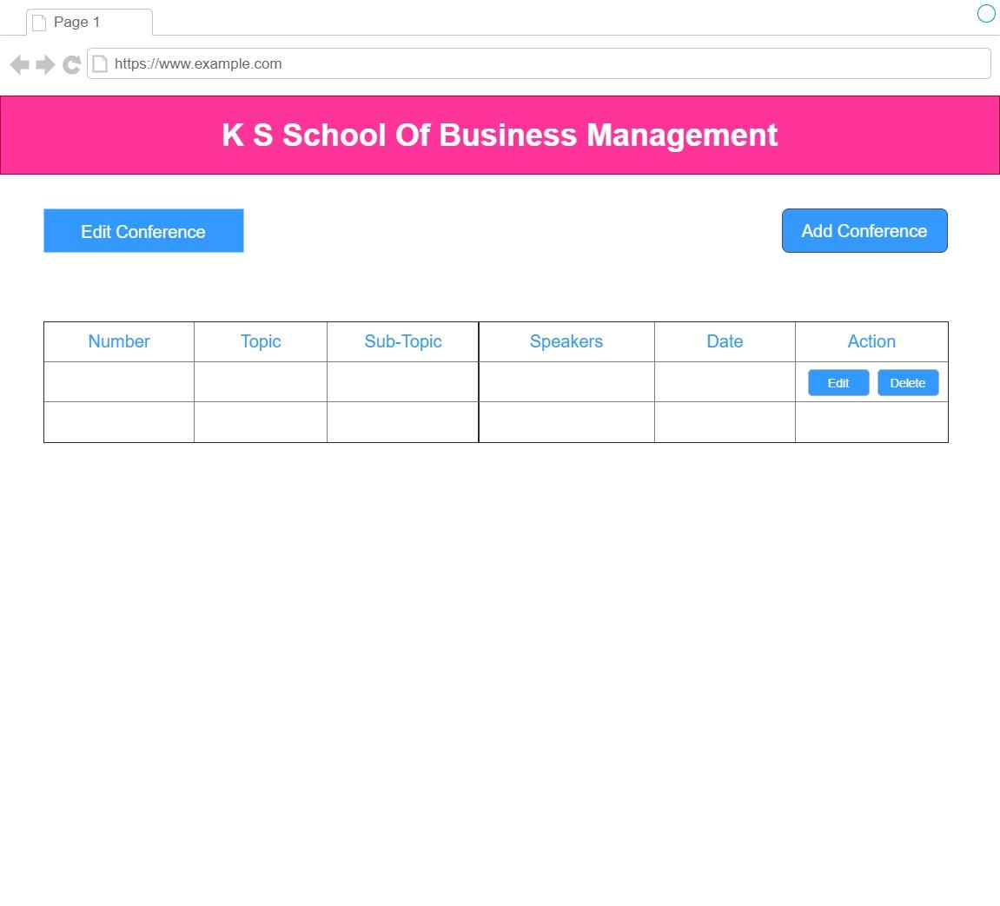 Page 1
https://www.example.com
K S School Of Business Management
Edit Conference
Add Conference
Number Topic Sub-Topic Speakers Date Action
Edit Delete